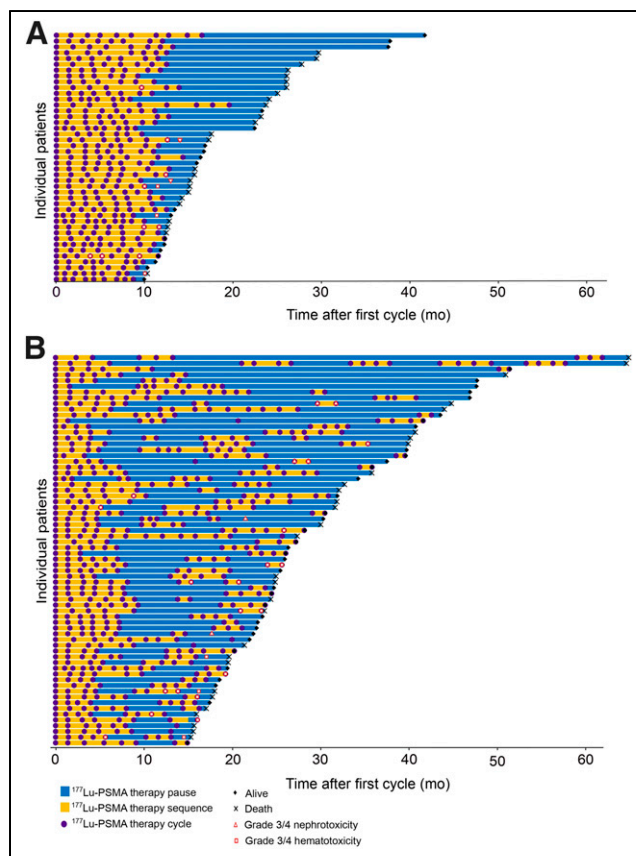 A
Individual patients
0 10 20 30 40 50 60
Time after first cycle (mo)
B
Individual patients
0 10 20 30 40 50 60
Time after first cycle (mo)
¹⁷⁷Lu-PSMA therapy pause
¹⁷⁷Lu-PSMA therapy sequence
¹⁷⁷Lu-PSMA therapy cycle
Alive
Death
Grade 3/4 nephrotoxicity
Grade 3/4 hematotoxicity